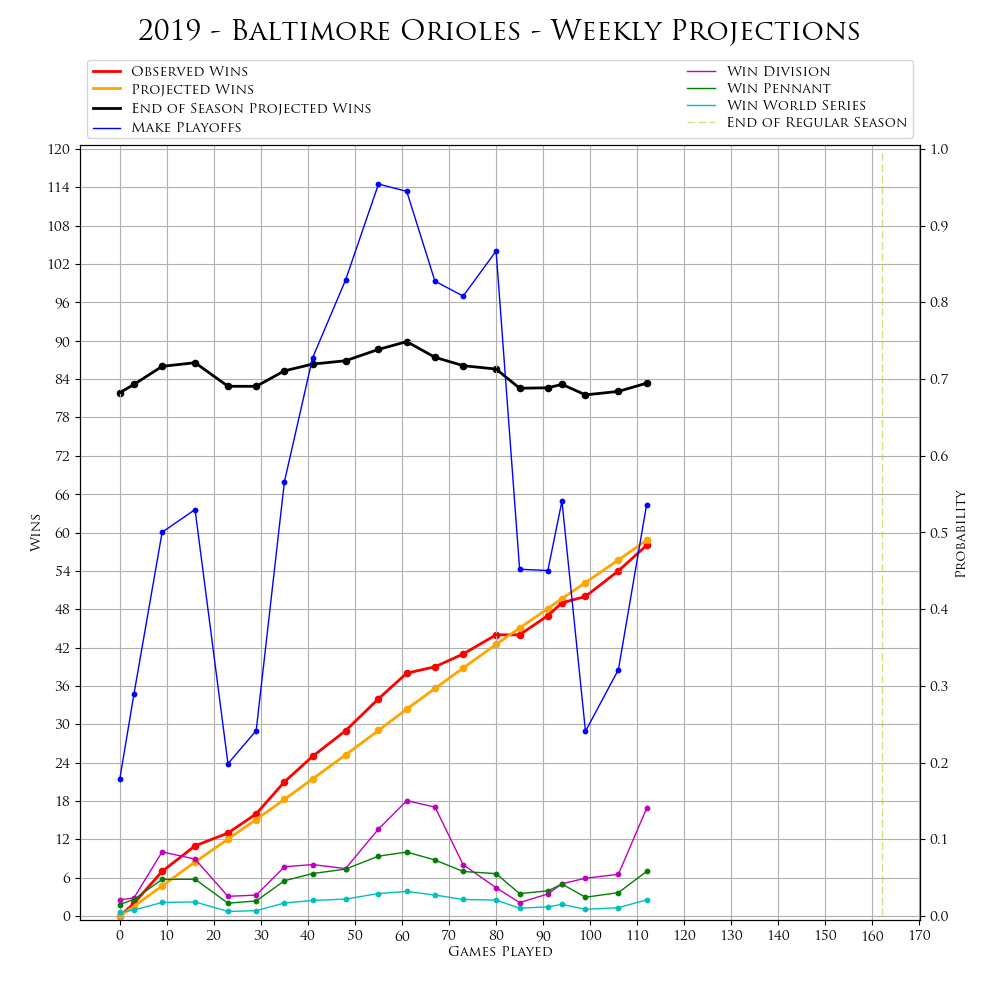 2019 - Baltimore Orioles - Weekly Projections
Observed Wins
Projected Wins
End of Season Projected Wins
Make Playoffs
Win Division
Win Pennant
Win World Series
End of Regular Season
120
114
108
102
96
90
84
78
72
66
60
54
48
42
36
30
24
18
12
6
0
Wins
1.0
0.9
0.8
0.7
0.6
0.5
0.4
0.3
0.2
0.1
0.0
Probability
0 10 20 30 40 50 60 70 80 90 100 110 120 130 140 150 160 170
Games Played